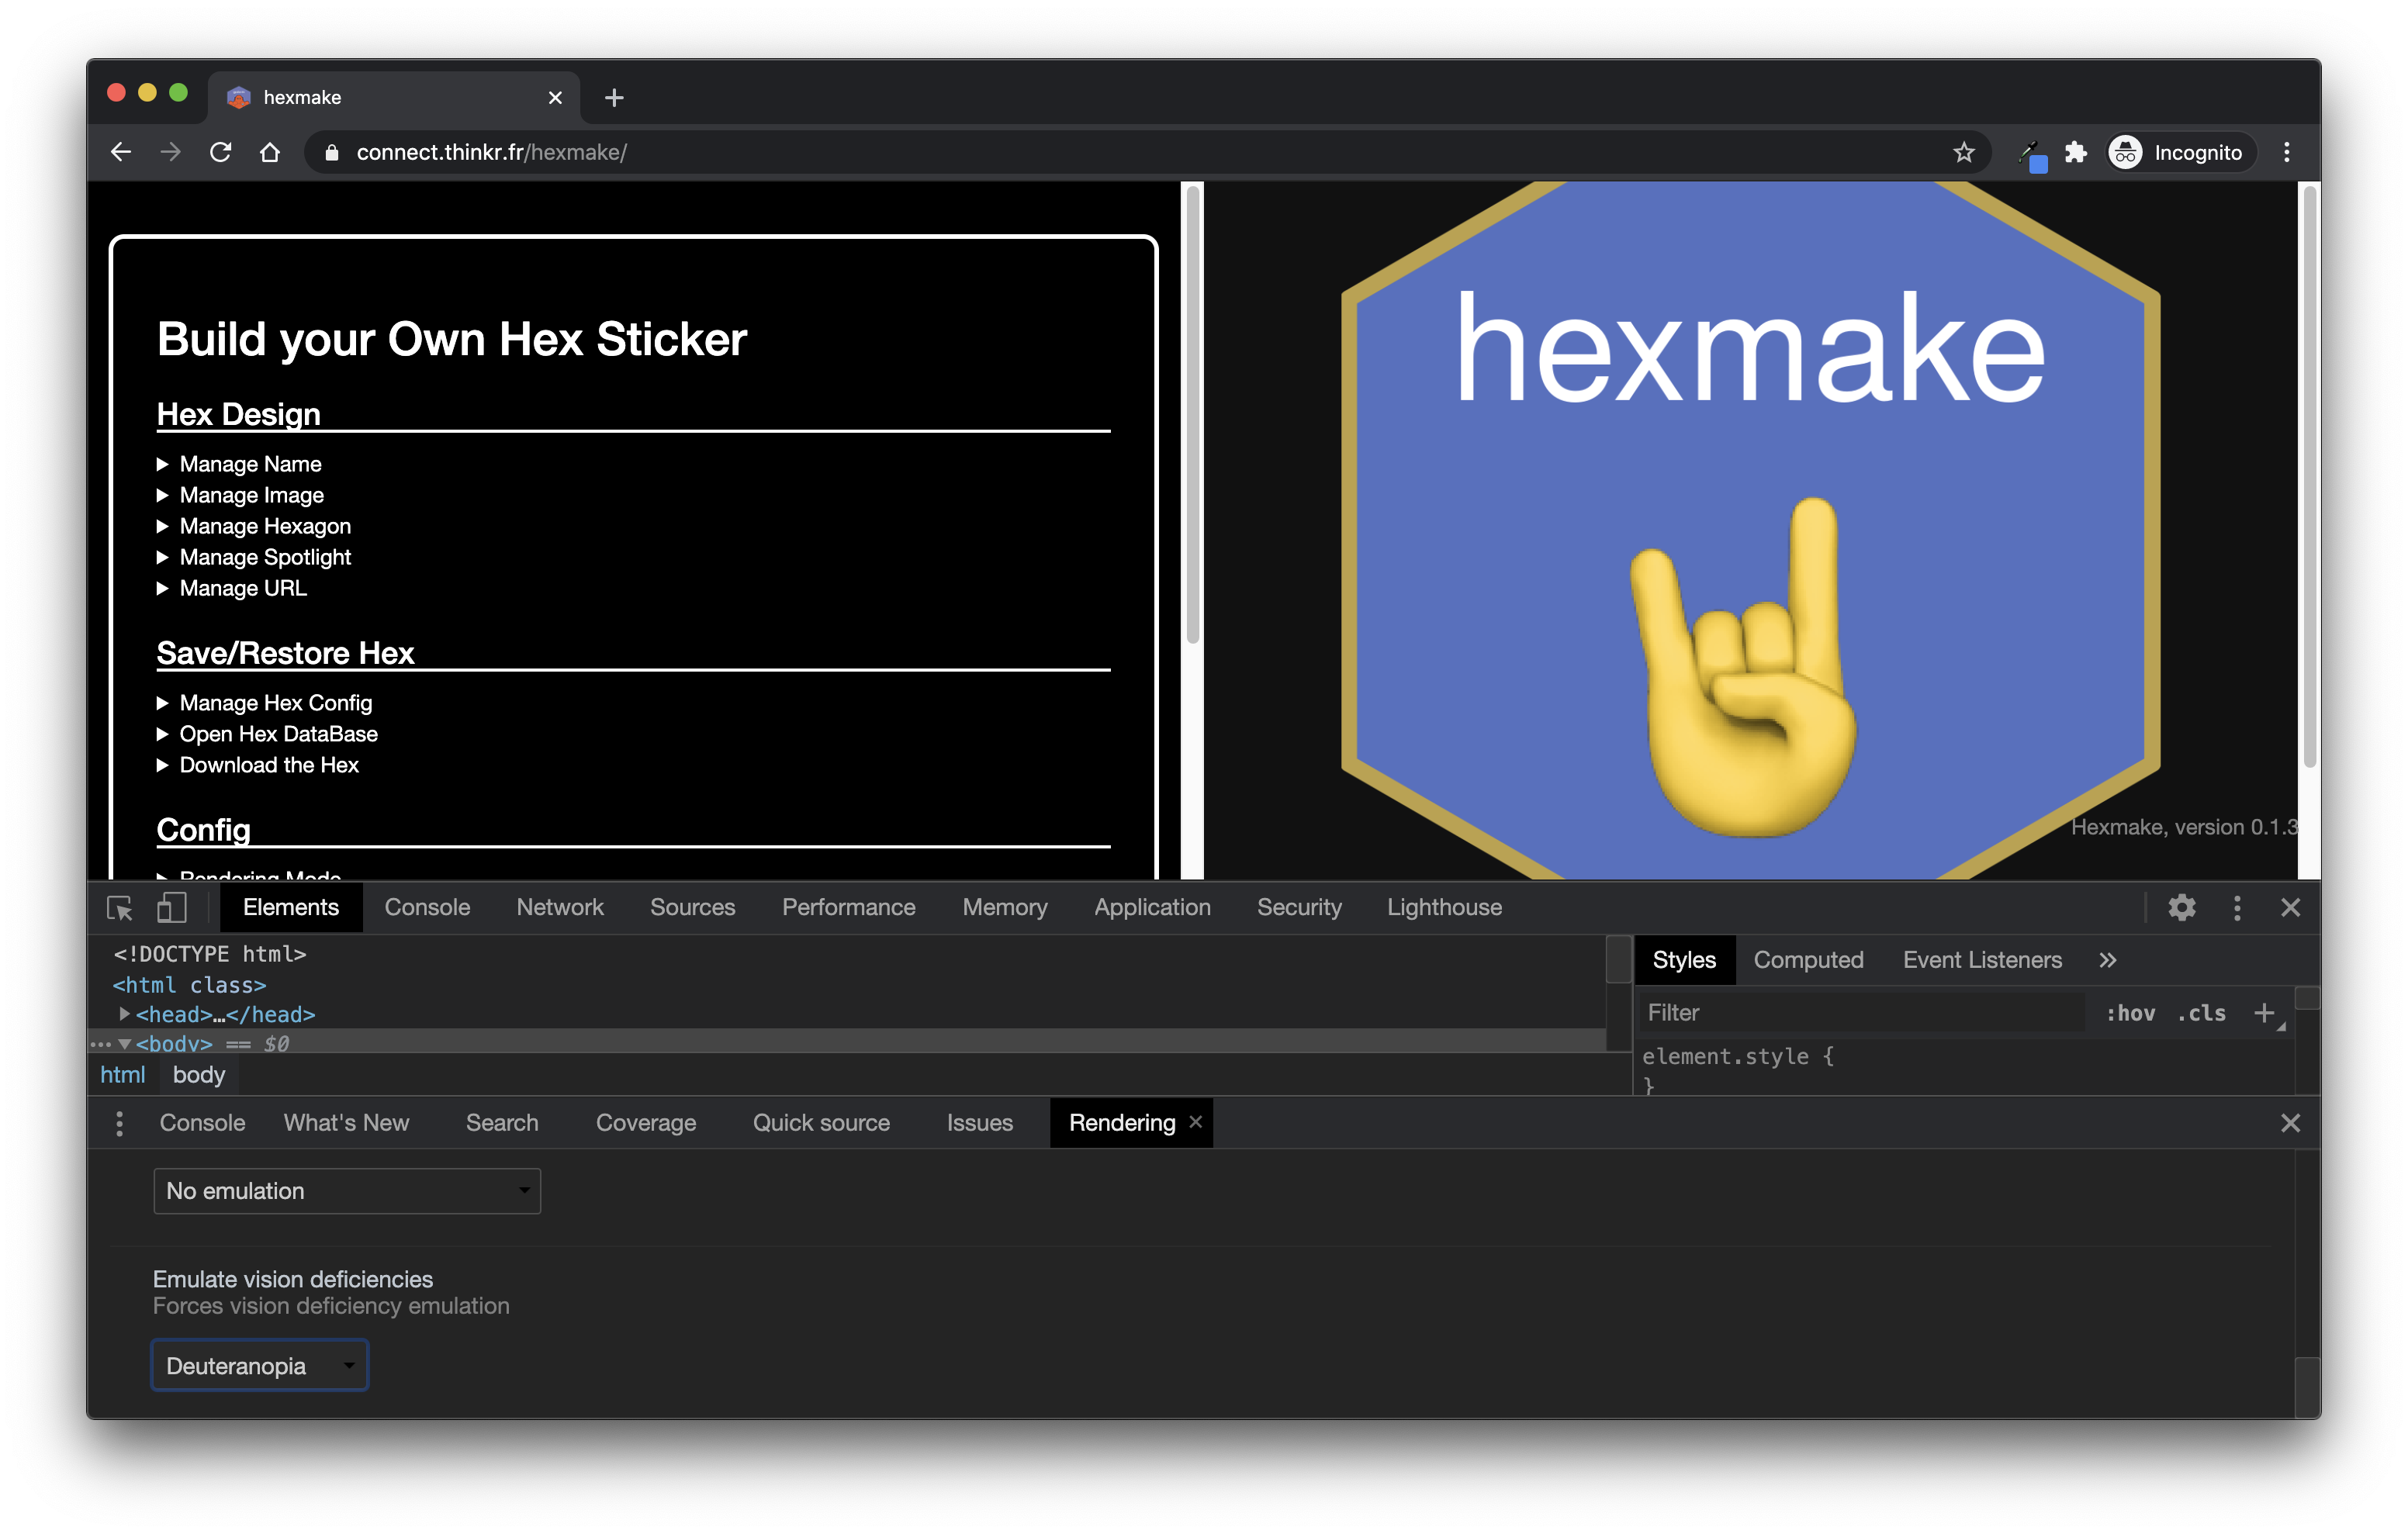 hexmake
connect.thinkr.fr/hexmake/
Incognito
Build your Own Hex Sticker
Hex Design
Manage Name
Manage Image
Manage Hexagon
Manage Spotlight
Manage URL
Save/Restore Hex
Manage Hex Config
Open Hex DataBase
Download the Hex
Config
Rendering Mode
hexmake
Hexmake, version 0.1.3
Elements Console Network Sources Performance Memory Application Security Lighthouse
<!DOCTYPE html>
<html class>
<head>…</head>
<body> == $0
html body
Styles Computed Event Listeners »
Filter :hov .cls +
element.style {
}
Console What's New Search Coverage Quick source Issues Rendering
No emulation
Emulate vision deficiencies
Forces vision deficiency emulation
Deuteranopia